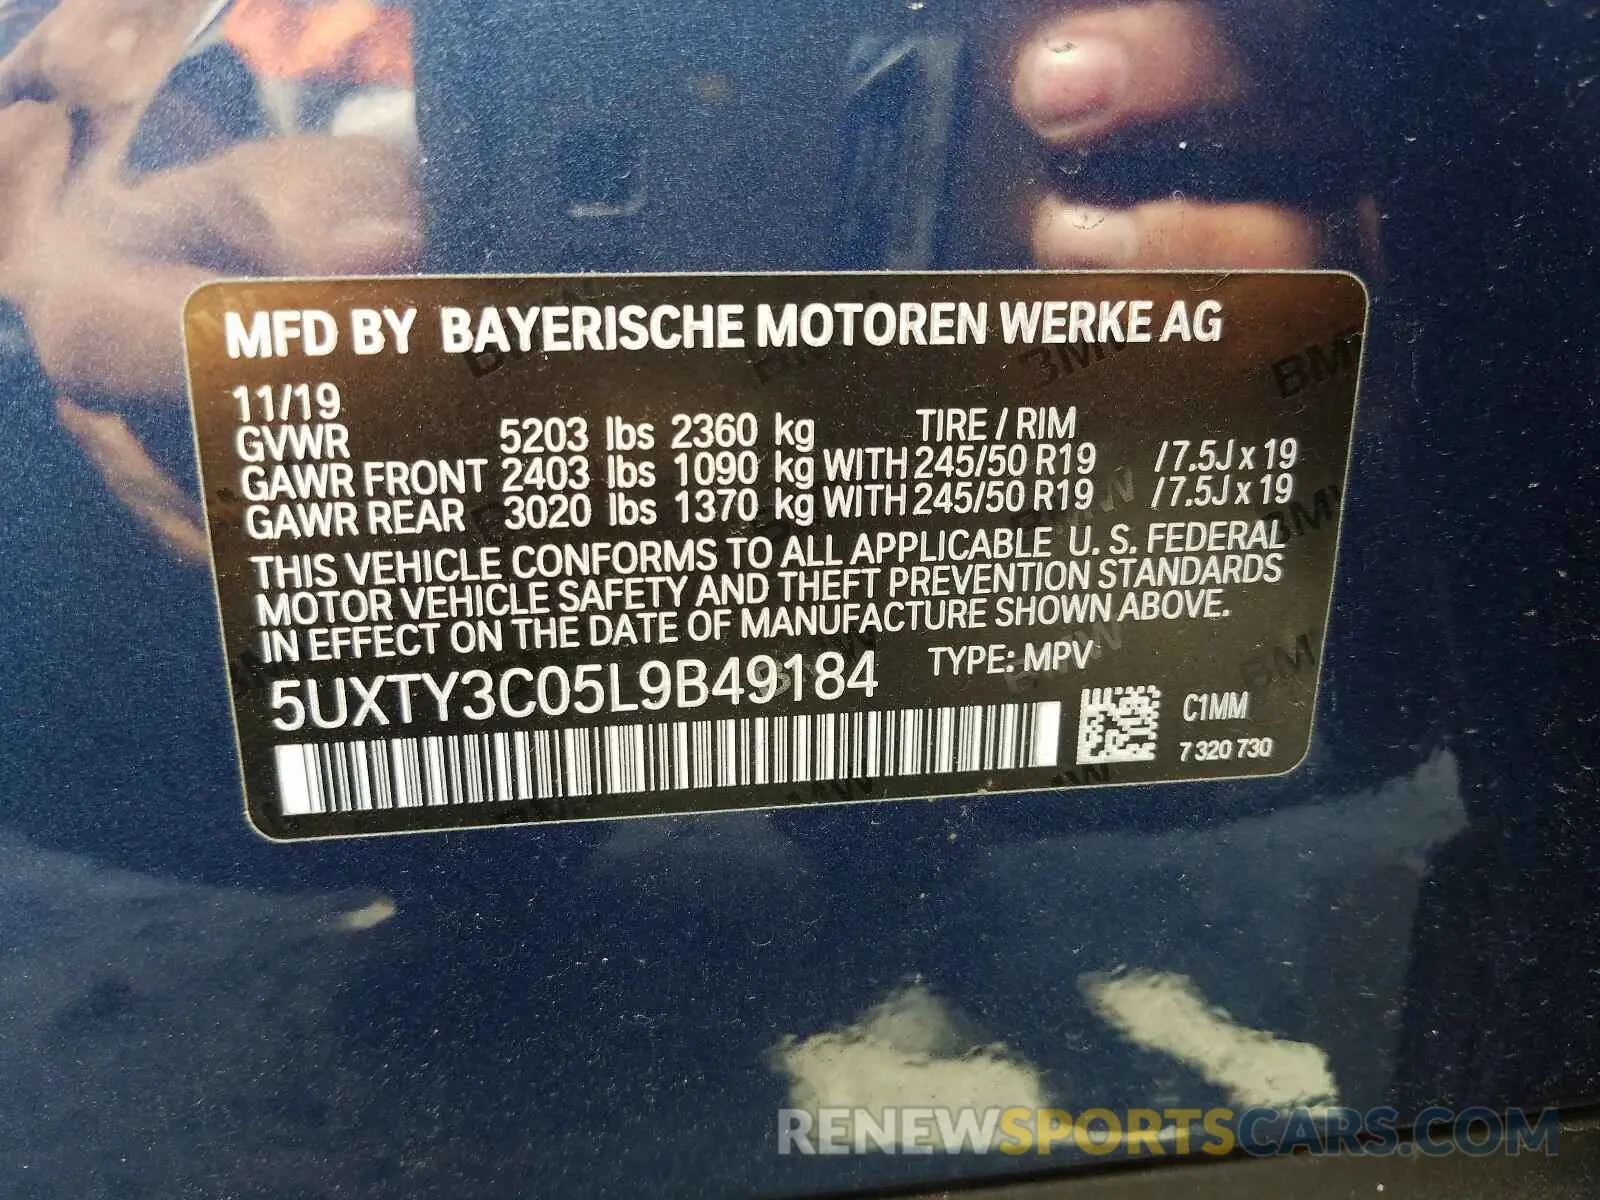 MFD BY BAYERISCHE MOTOREN WERKE AG
11/19
GVWR 5203 lbs 2360 kg TIRE / RIM
GAWR FRONT 2403 lbs 1090 kg WITH 245/50 R19 / 7.5J x 19
GAWR REAR 3020 lbs 1370 kg WITH 245/50 R19 / 7.5J x 19
THIS VEHICLE CONFORMS TO ALL APPLICABLE U. S. FEDERAL
MOTOR VEHICLE SAFETY AND THEFT PREVENTION STANDARDS
IN EFFECT ON THE DATE OF MANUFACTURE SHOWN ABOVE.
5UXTY3C05L9B49184 TYPE: MPV
C1MM
7 320 730
RENEWSPORTSCARS.COM